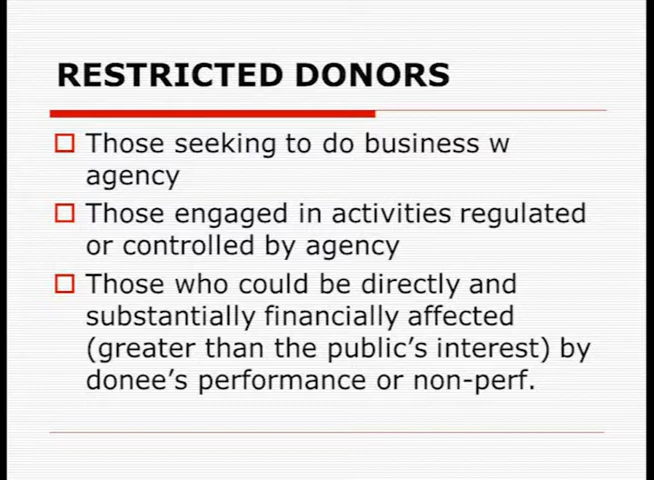 RESTRICTED DONORS
Those seeking to do business w
agency
Those engaged in activities regulated
or controlled by agency
Those who could be directly and
substantially financially affected
(greater than the public's interest) by
donee's performance or non-perf.